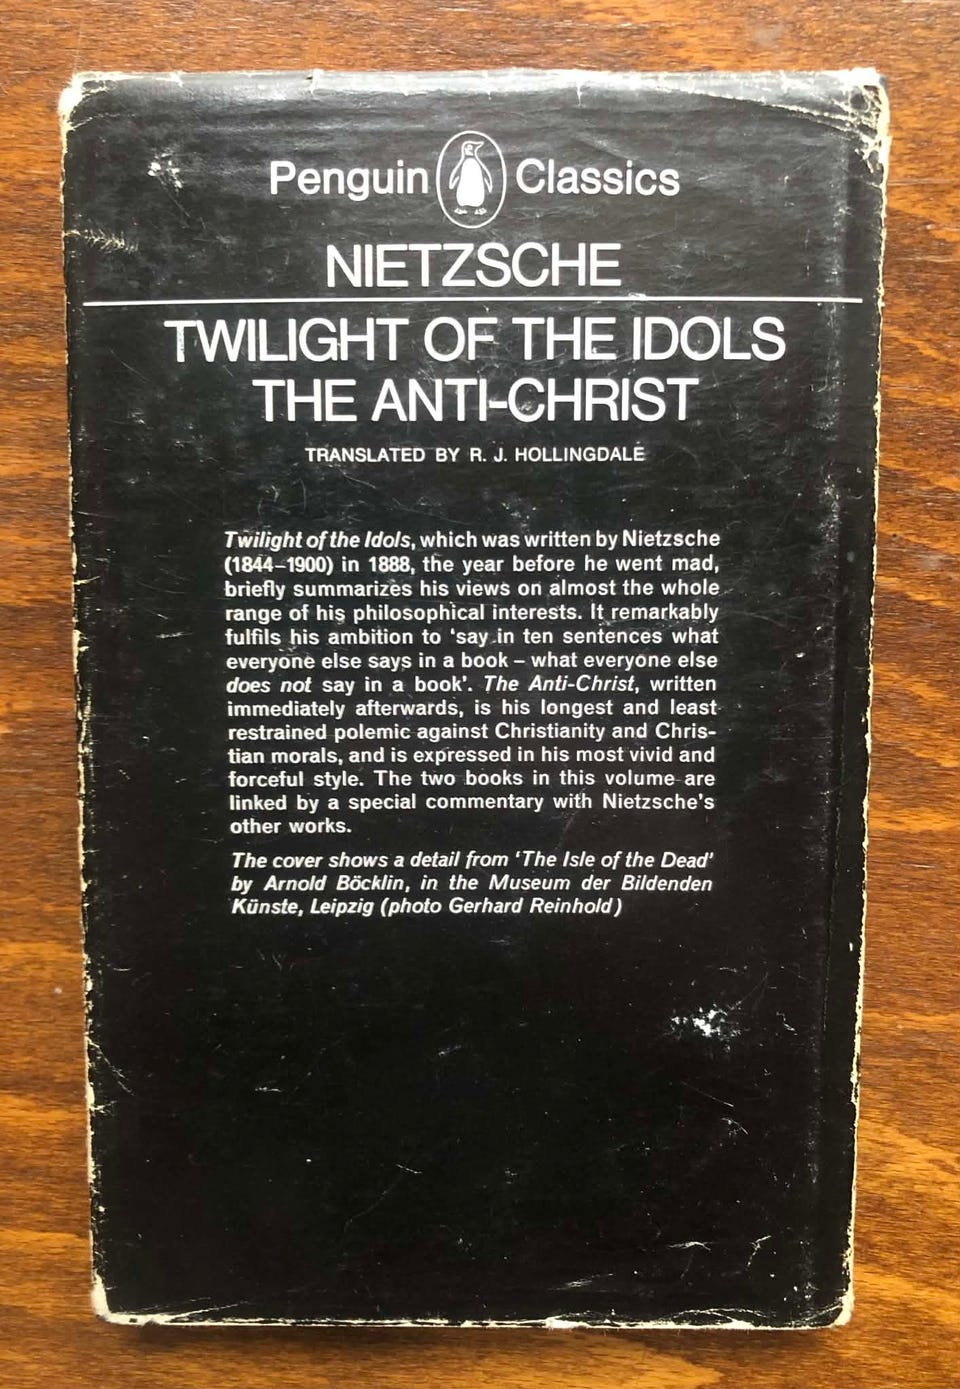 Penguin Classics
NIETZSCHE
TWILIGHT OF THE IDOLS
THE ANTI-CHRIST
TRANSLATED BY R. J. HOLLINGDALE
Twilight of the Idols, which was written by Nietzsche
(1844–1900) in 1888, the year before he went mad,
briefly summarizes his views on almost the whole
range of his philosophical interests. It remarkably
fulfils his ambition to ‘say in ten sentences what
everyone else says in a book – what everyone else
does not say in a book’. The Anti-Christ, written
immediately afterwards, is his longest and least
restrained polemic against Christianity and Chris-
tian morals, and is expressed in his most vivid and
forceful style. The two books in this volume are
linked by a special commentary with Nietzsche's
other works.
The cover shows a detail from ‘The Isle of the Dead’
by Arnold Böcklin, in the Museum der Bildenden
Künste, Leipzig (photo Gerhard Reinhold)